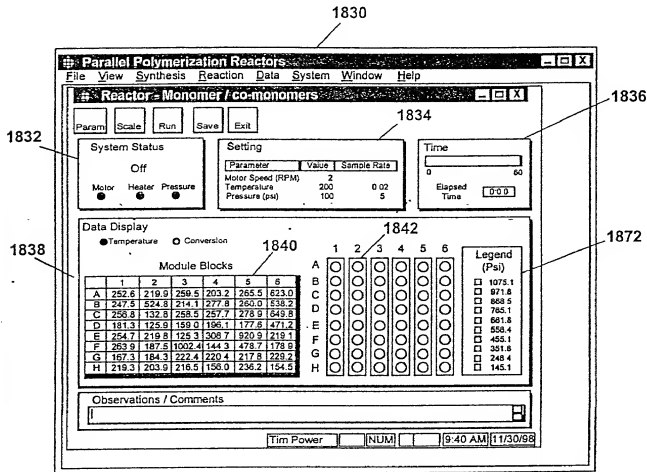 1830
Parallel Polymerization Reactors
File View Synthesis Reaction Data System Window Help
Reactor - Monomer / co-monomers
1836
Param Scale Run Save Exit
1834
1832
System Status
Off
Motor Heater Pressure
Setting
Parameter Value Sample Rate
Motor Speed (RPM) 2
Temperature 200 0 02
Pressure (psi) 100 5
Time
0 60
Elapsed Time 0:0.0
Data Display
Temperature Conversion
1838
1840
1842
1872
Module Blocks
1 2 3 4 5 6
A 252.6 219.9 259.5 203.2 265.5 623.0
B 247.5 524.8 214.1 277.8 260.0 538.2
C 256.8 132.8 258.5 257.7 278.9 649.8
D 181.3 125.9 159.0 196.1 177.6 471.2
E 254.7 219.8 125.3 308.7 920.9 219.1
F 263.9 187.5 1002.4 144.3 478.7 178.9
G 167.3 184.3 222.4 220.4 217.8 229.2
H 219.3 203.9 216.5 156.0 236.2 154.5
1 2 3 4 5 6
A
B
C
D
E
F
G
H
Legend
(Psi)
1075.1
971.8
868 5
765.1
661.8
558.4
455.1
351.8
248 4
145.1
Observations / Comments
Tim Power NUM 9:40 AM 11/30/98